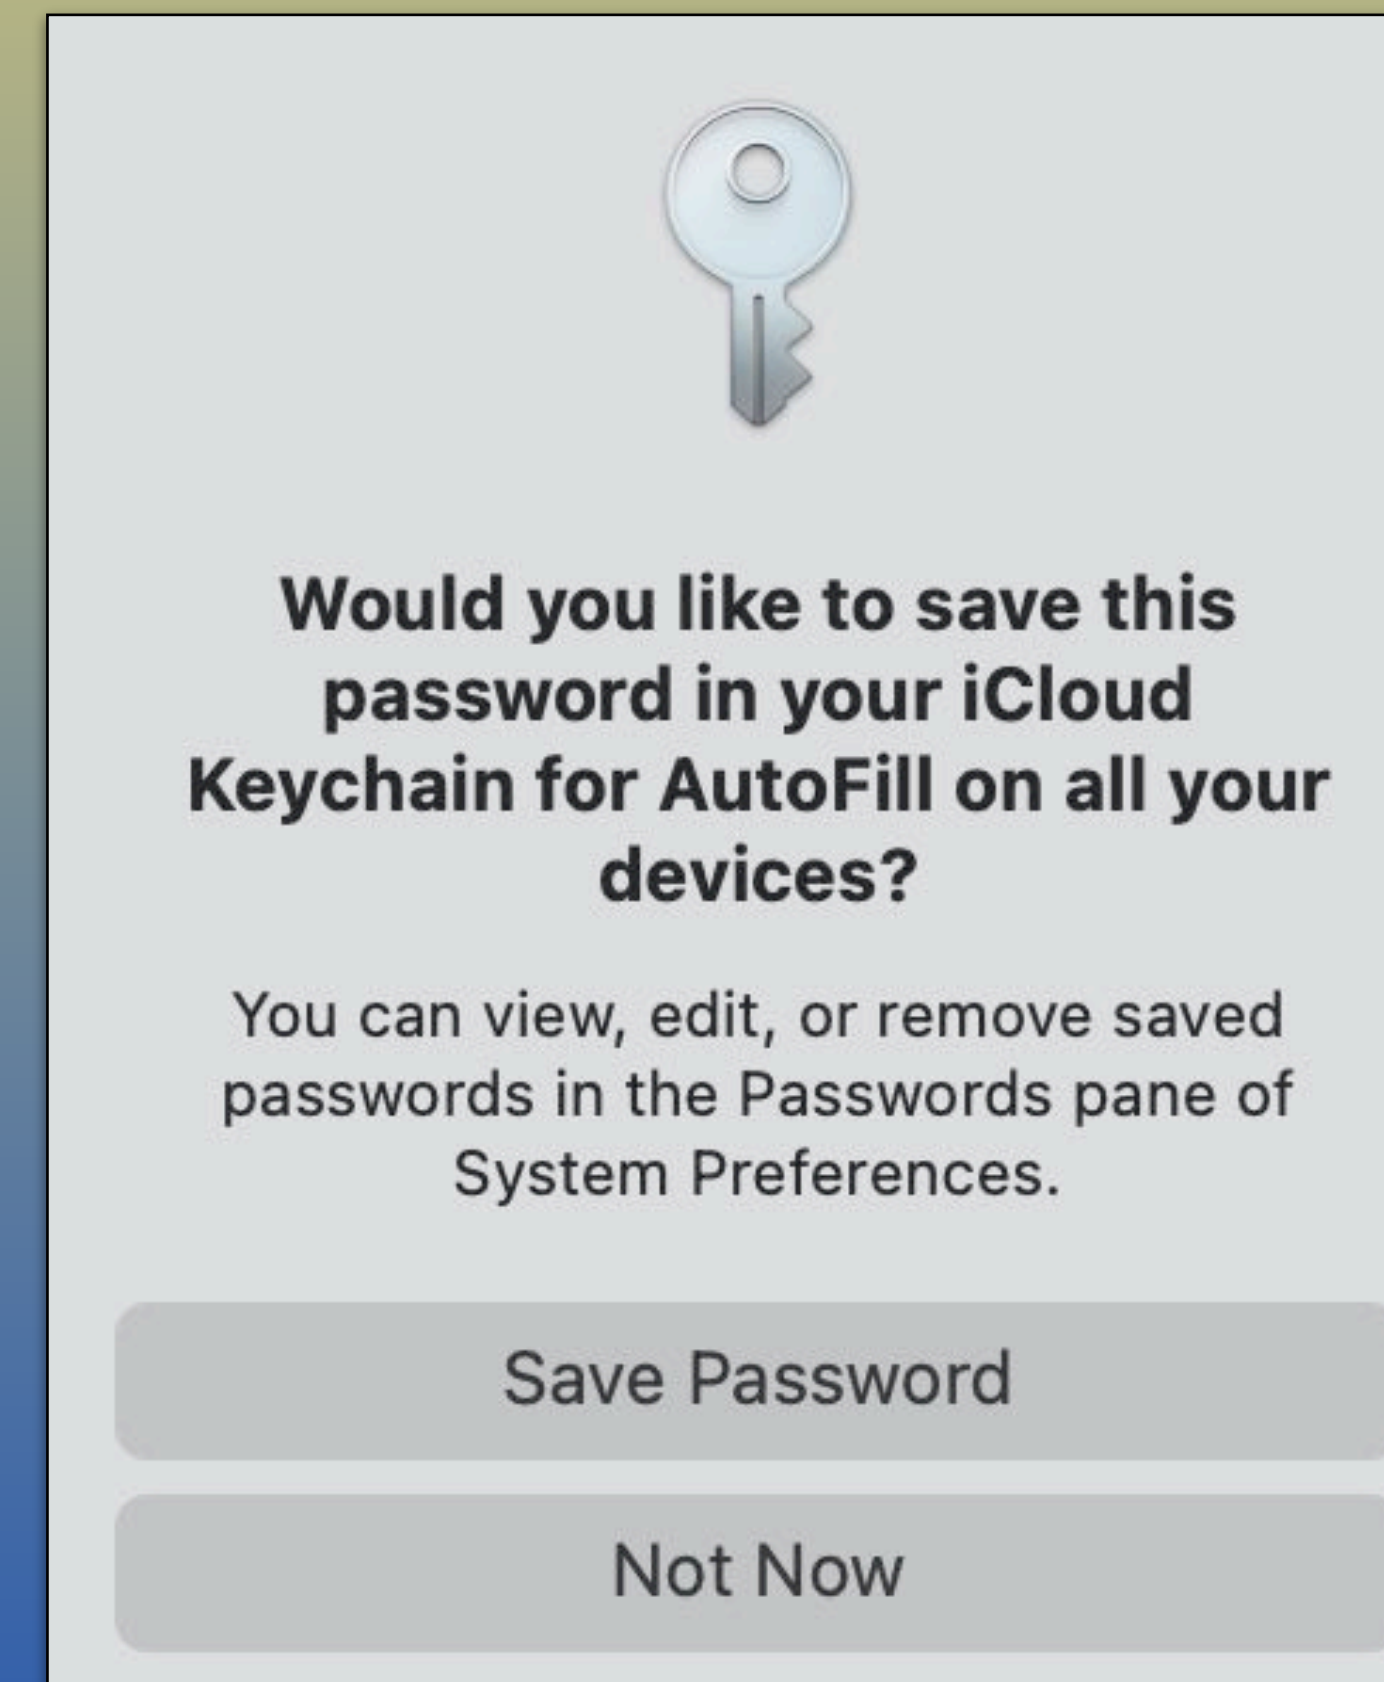 Would you like to save this
password in your iCloud
Keychain for AutoFill on all your
devices?
You can view, edit, or remove saved
passwords in the Passwords pane of
System Preferences.
Save Password
Not Now